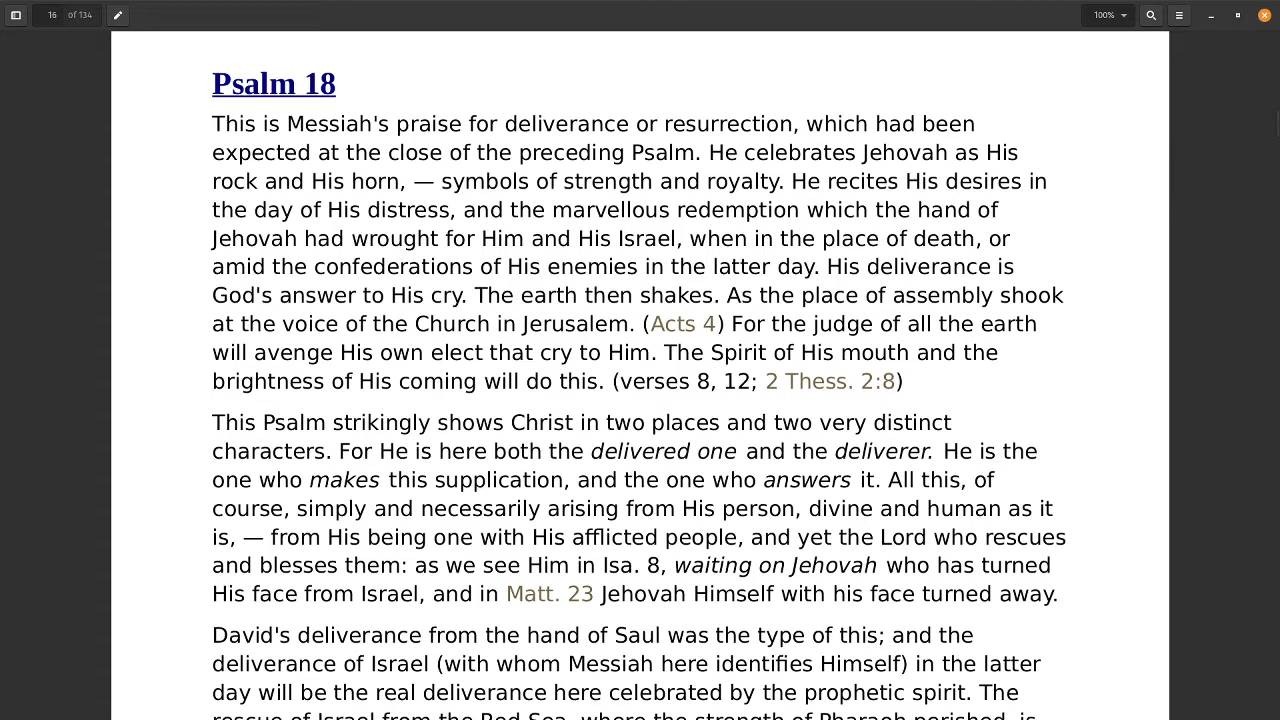 16 of 134
100%
Psalm 18
This is Messiah's praise for deliverance or resurrection, which had been
expected at the close of the preceding Psalm. He celebrates Jehovah as His
rock and His horn, — symbols of strength and royalty. He recites His desires in
the day of His distress, and the marvellous redemption which the hand of
Jehovah had wrought for Him and His Israel, when in the place of death, or
amid the confederations of His enemies in the latter day. His deliverance is
God's answer to His cry. The earth then shakes. As the place of assembly shook
at the voice of the Church in Jerusalem. (Acts 4) For the judge of all the earth
will avenge His own elect that cry to Him. The Spirit of His mouth and the
brightness of His coming will do this. (verses 8, 12; 2 Thess. 2:8)
This Psalm strikingly shows Christ in two places and two very distinct
characters. For He is here both the delivered one and the deliverer. He is the
one who makes this supplication, and the one who answers it. All this, of
course, simply and necessarily arising from His person, divine and human as it
is, — from His being one with His afflicted people, and yet the Lord who rescues
and blesses them: as we see Him in Isa. 8, waiting on Jehovah who has turned
His face from Israel, and in Matt. 23 Jehovah Himself with his face turned away.
David's deliverance from the hand of Saul was the type of this; and the
deliverance of Israel (with whom Messiah here identifies Himself) in the latter
day will be the real deliverance here celebrated by the prophetic spirit. The
rescue of Israel from the Red Sea, where the strength of Pharaoh perished, is